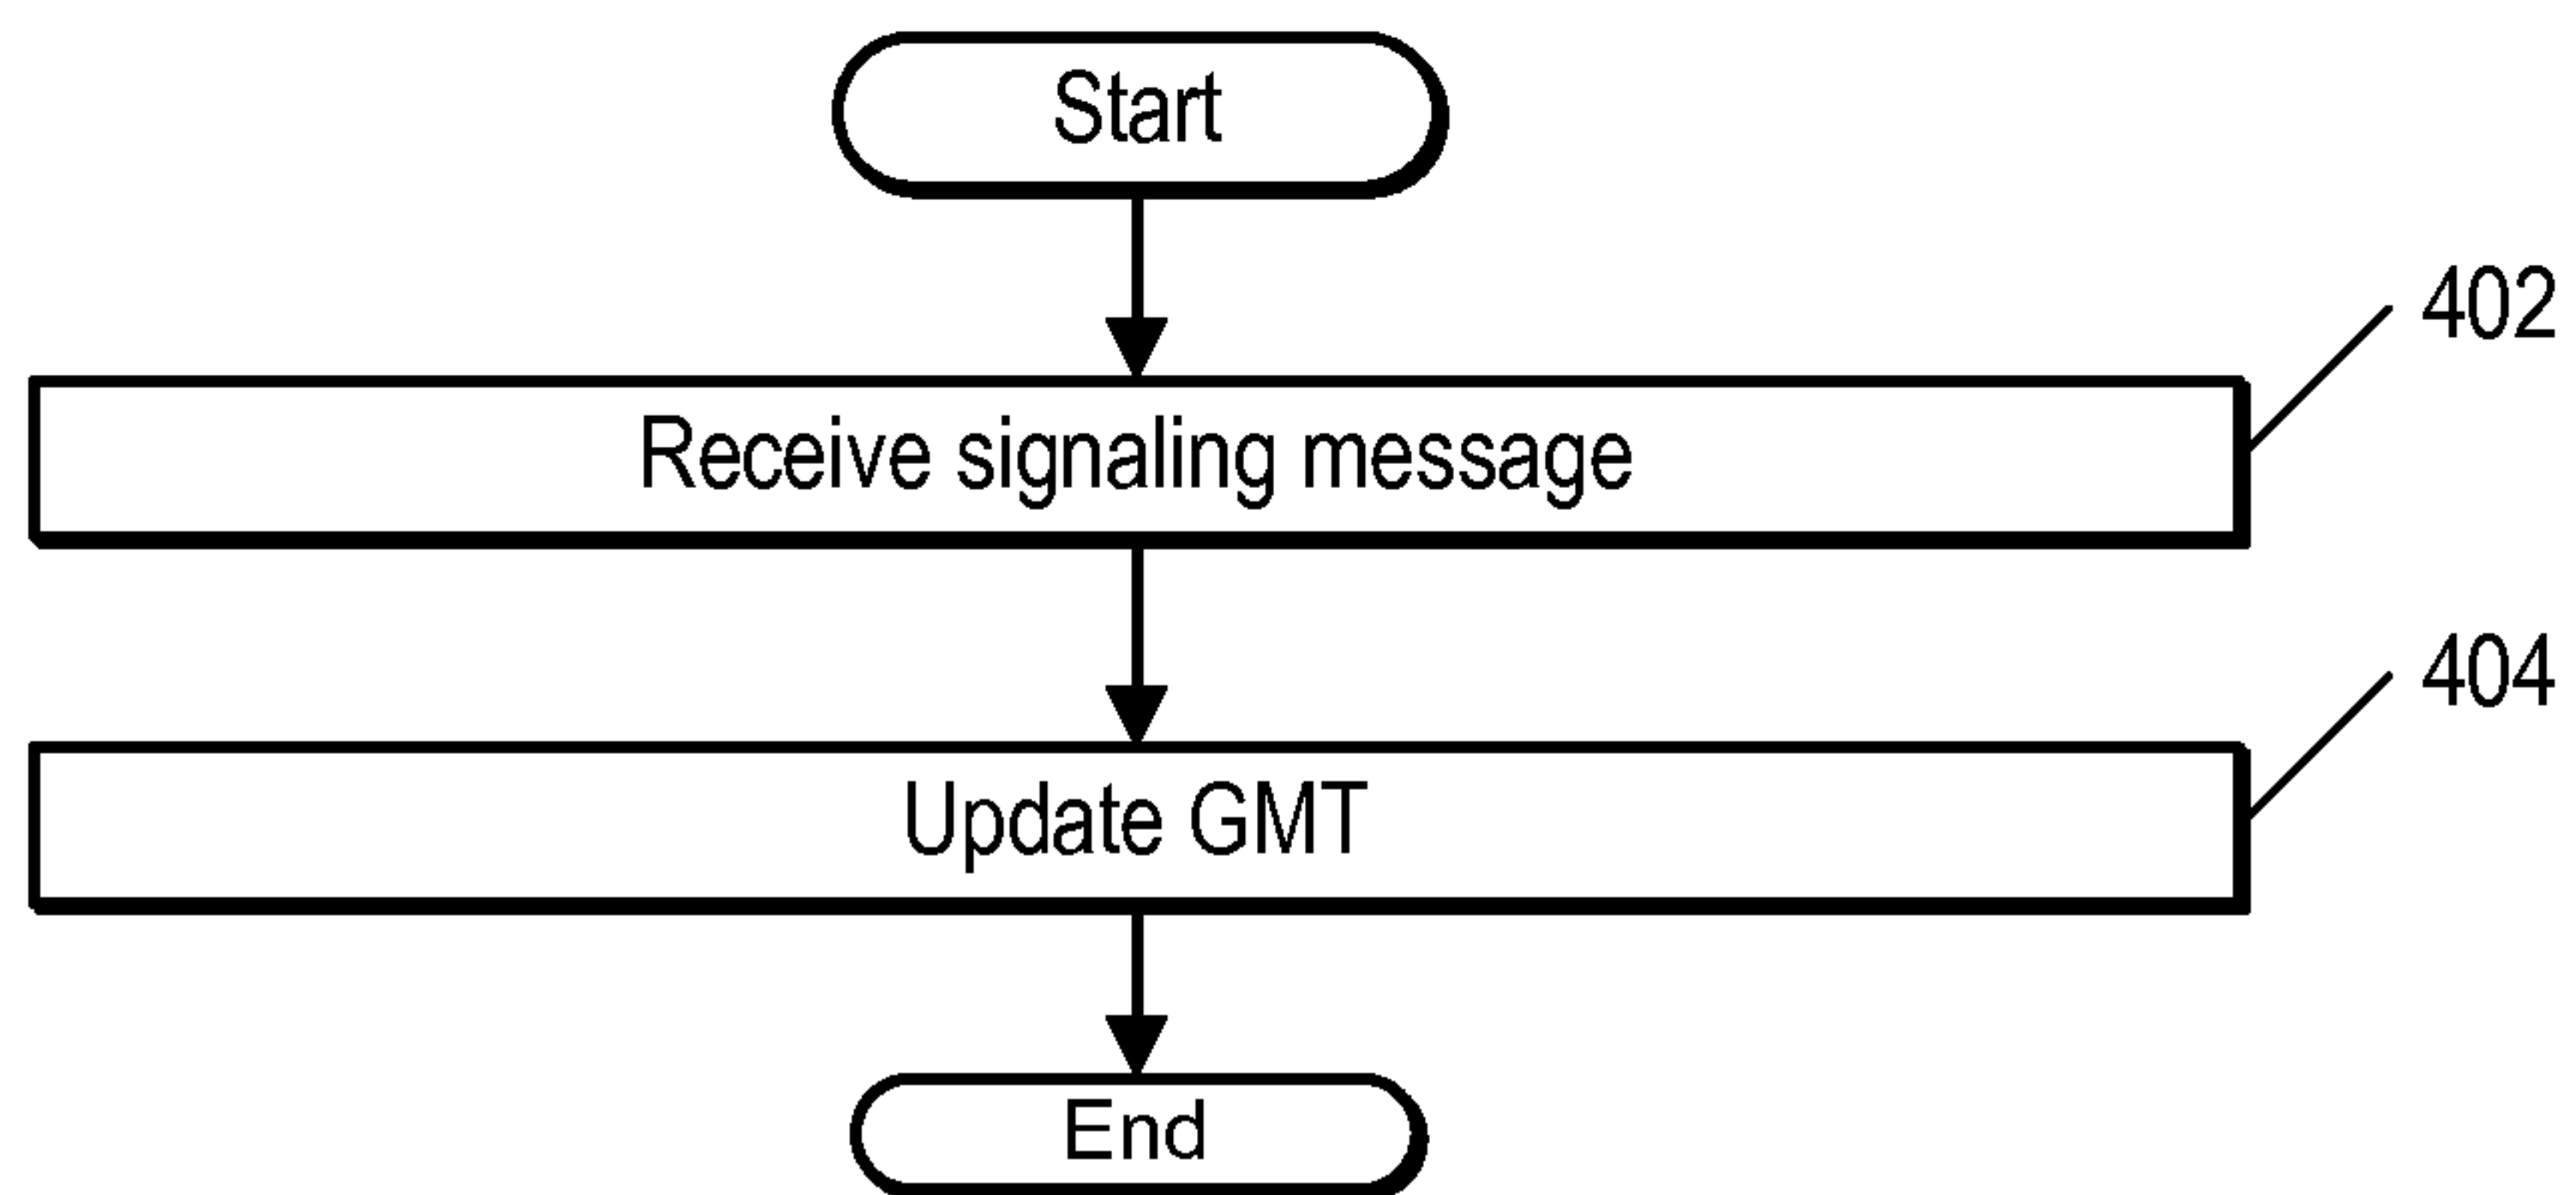 Start
402
Receive signaling message
404
Update GMT
End